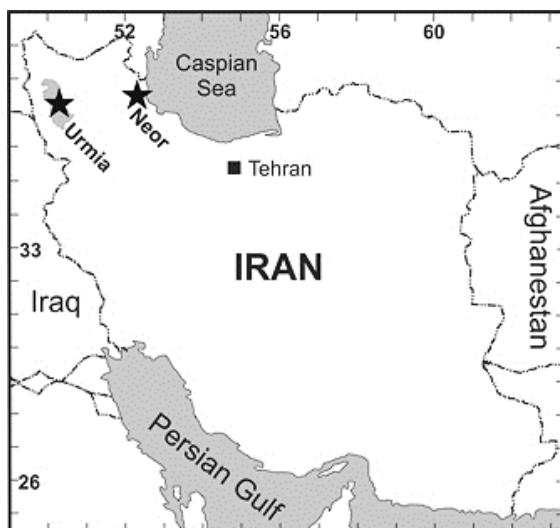 52
56
60
Caspian
Sea
Neor
Urmia
Tehran
33
IRAN
Afghanestan
Iraq
Persian Gulf
26